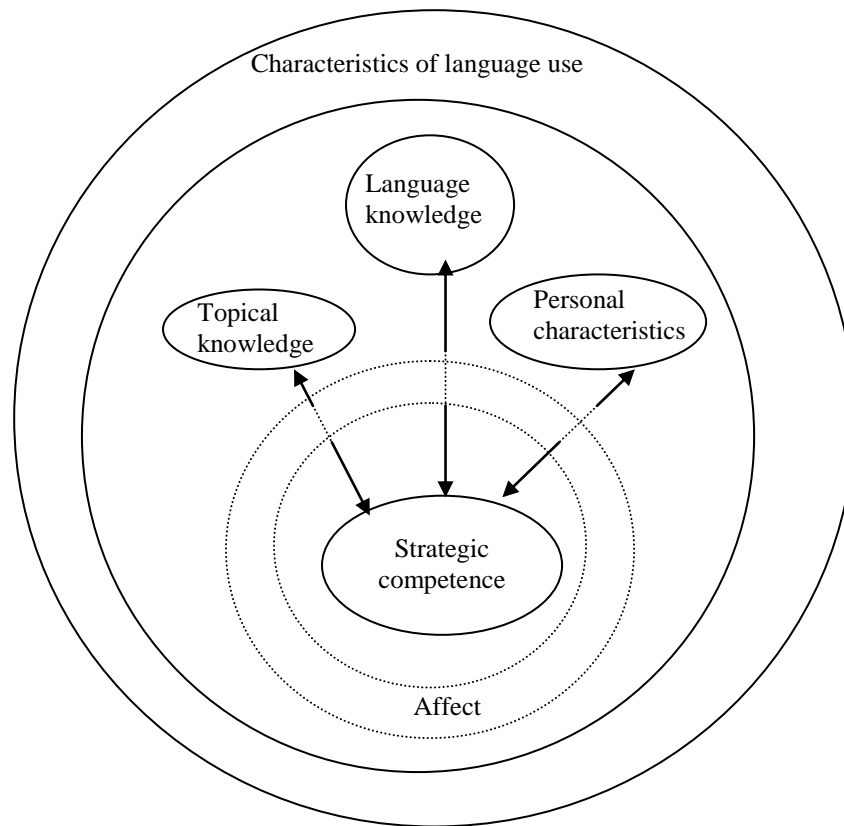 Characteristics of language use
Language
knowledge
Topical
knowledge
Personal
characteristics
Strategic
competence
Affect